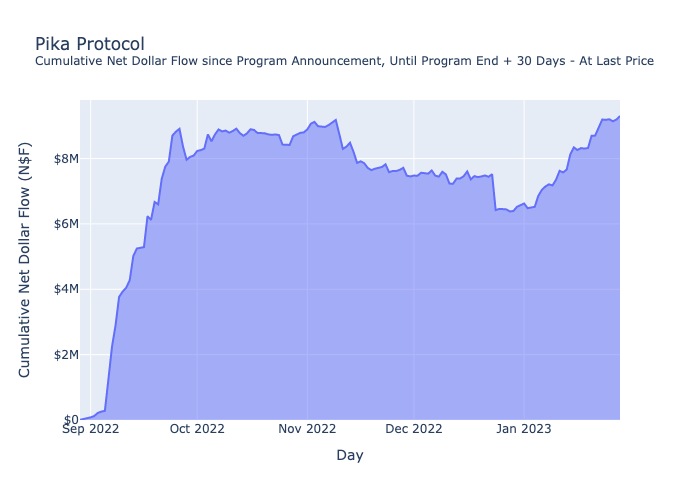 Pika Protocol
Cumulative Net Dollar Flow since Program Announcement, Until Program End + 30 Days - At Last Price
Cumulative Net Dollar Flow (N$F)
$8M
$6M
$4M
$2M
$0
Sep 2022
Oct 2022
Nov 2022
Dec 2022
Jan 2023
Day